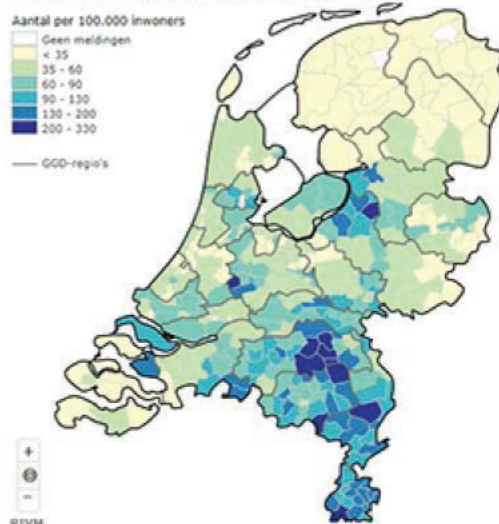 Aantal per 100.000 inwoners
Geen meldingen
< 35
35 - 60
60 - 90
90 - 130
130 - 200
200 - 330
GGD-regio's
+
−
RIVM